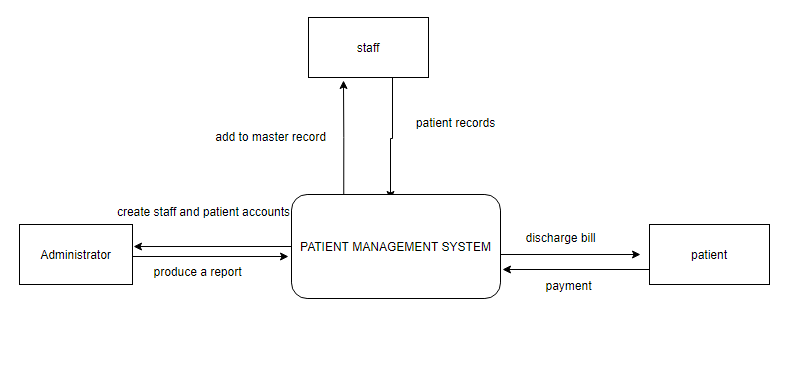 staff
patient records
add to master record
create staff and patient accounts
Administrator
PATIENT MANAGEMENT SYSTEM
discharge bill
patient
produce a report
payment